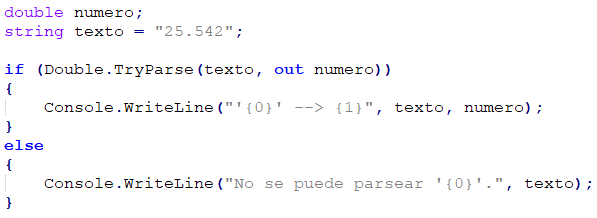 double numero;
string texto = "25.542";
if (Double.TryParse(texto, out numero))
{
    Console.WriteLine("'{0}' --> {1}", texto, numero);
}
else
{
    Console.WriteLine("No se puede parsear '{0}'.", texto);
}